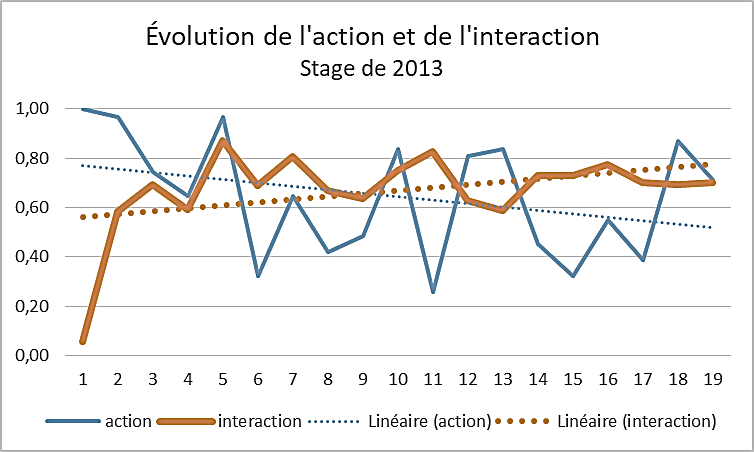 Évolution de l'action et de l'interaction
Stage de 2013
1,00
0,80
0,60
0,40
0,20
0,00
1 2 3 4 5 6 7 8 9 10 11 12 13 14 15 16 17 18 19
action interaction Linéaire (action) Linéaire (interaction)